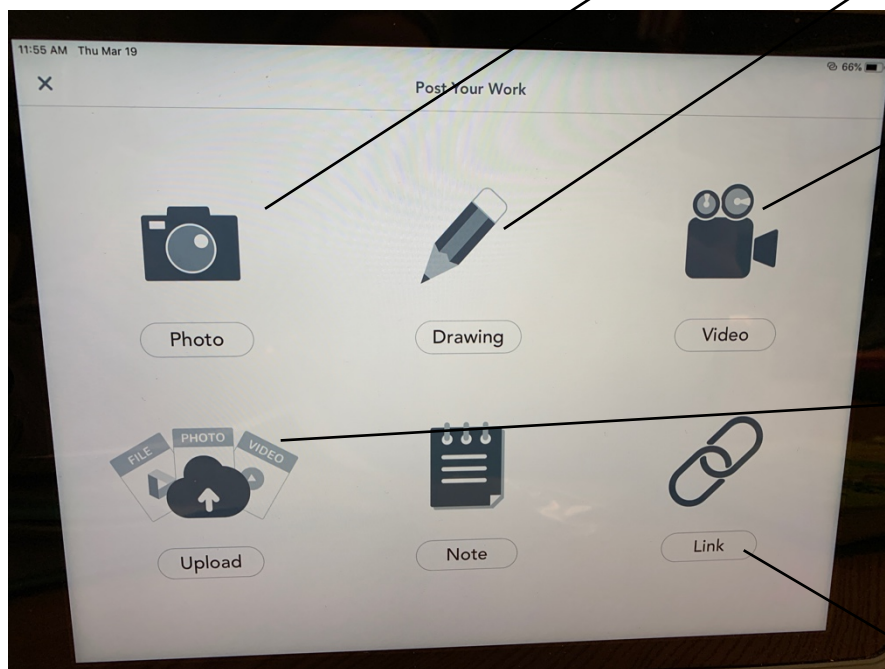 11:55 AM Thu Mar 19
66%
Post Your Work
Photo
Drawing
Video
FILE
PHOTO
VIDEO
Upload
Note
Link